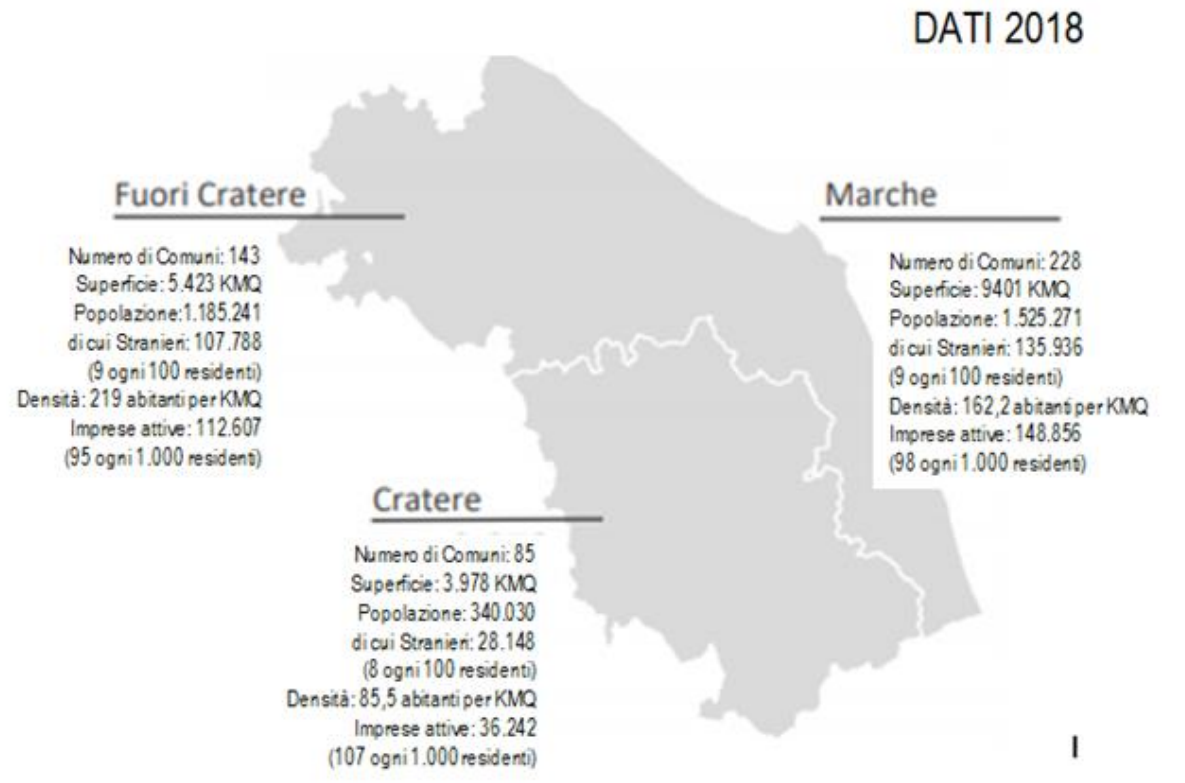 DATI 2018
Fuori Cratere
Numero di Comuni: 143
Superficie: 5.423 KMQ
Popolazione:1.185.241
di cui Stranieri: 107.788
(9 ogni 100 residenti)
Densità: 219 abitanti per KMQ
Imprese attive: 112.607
(95 ogni 1.000 residenti)
Marche
Numero di Comuni: 228
Superficie: 9401 KMQ
Popolazione: 1.525.271
di cui Stranieri: 135.936
(9 ogni 100 residenti)
Densità: 162,2 abitanti per KMQ
Imprese attive: 148.856
(98 ogni 1.000 residenti)
Cratere
Numero di Comuni: 85
Superficie: 3.978 KMQ
Popolazione: 340.030
di cui Stranieri: 28.148
(8 ogni 100 residenti)
Densità: 85,5 abitanti per KMQ
Imprese attive: 36.242
(107 ogni 1.000 residenti)
I